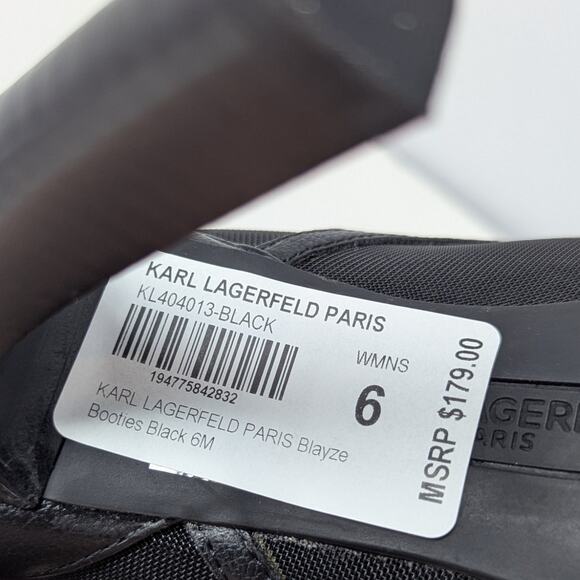 KARL LAGERFELD PARIS
KL404013-BLACK
194775842832
WMNS
6
KARL LAGERFELD PARIS Blayze
Booties Black 6M
MSRP $179.00
AGERF
PARIS